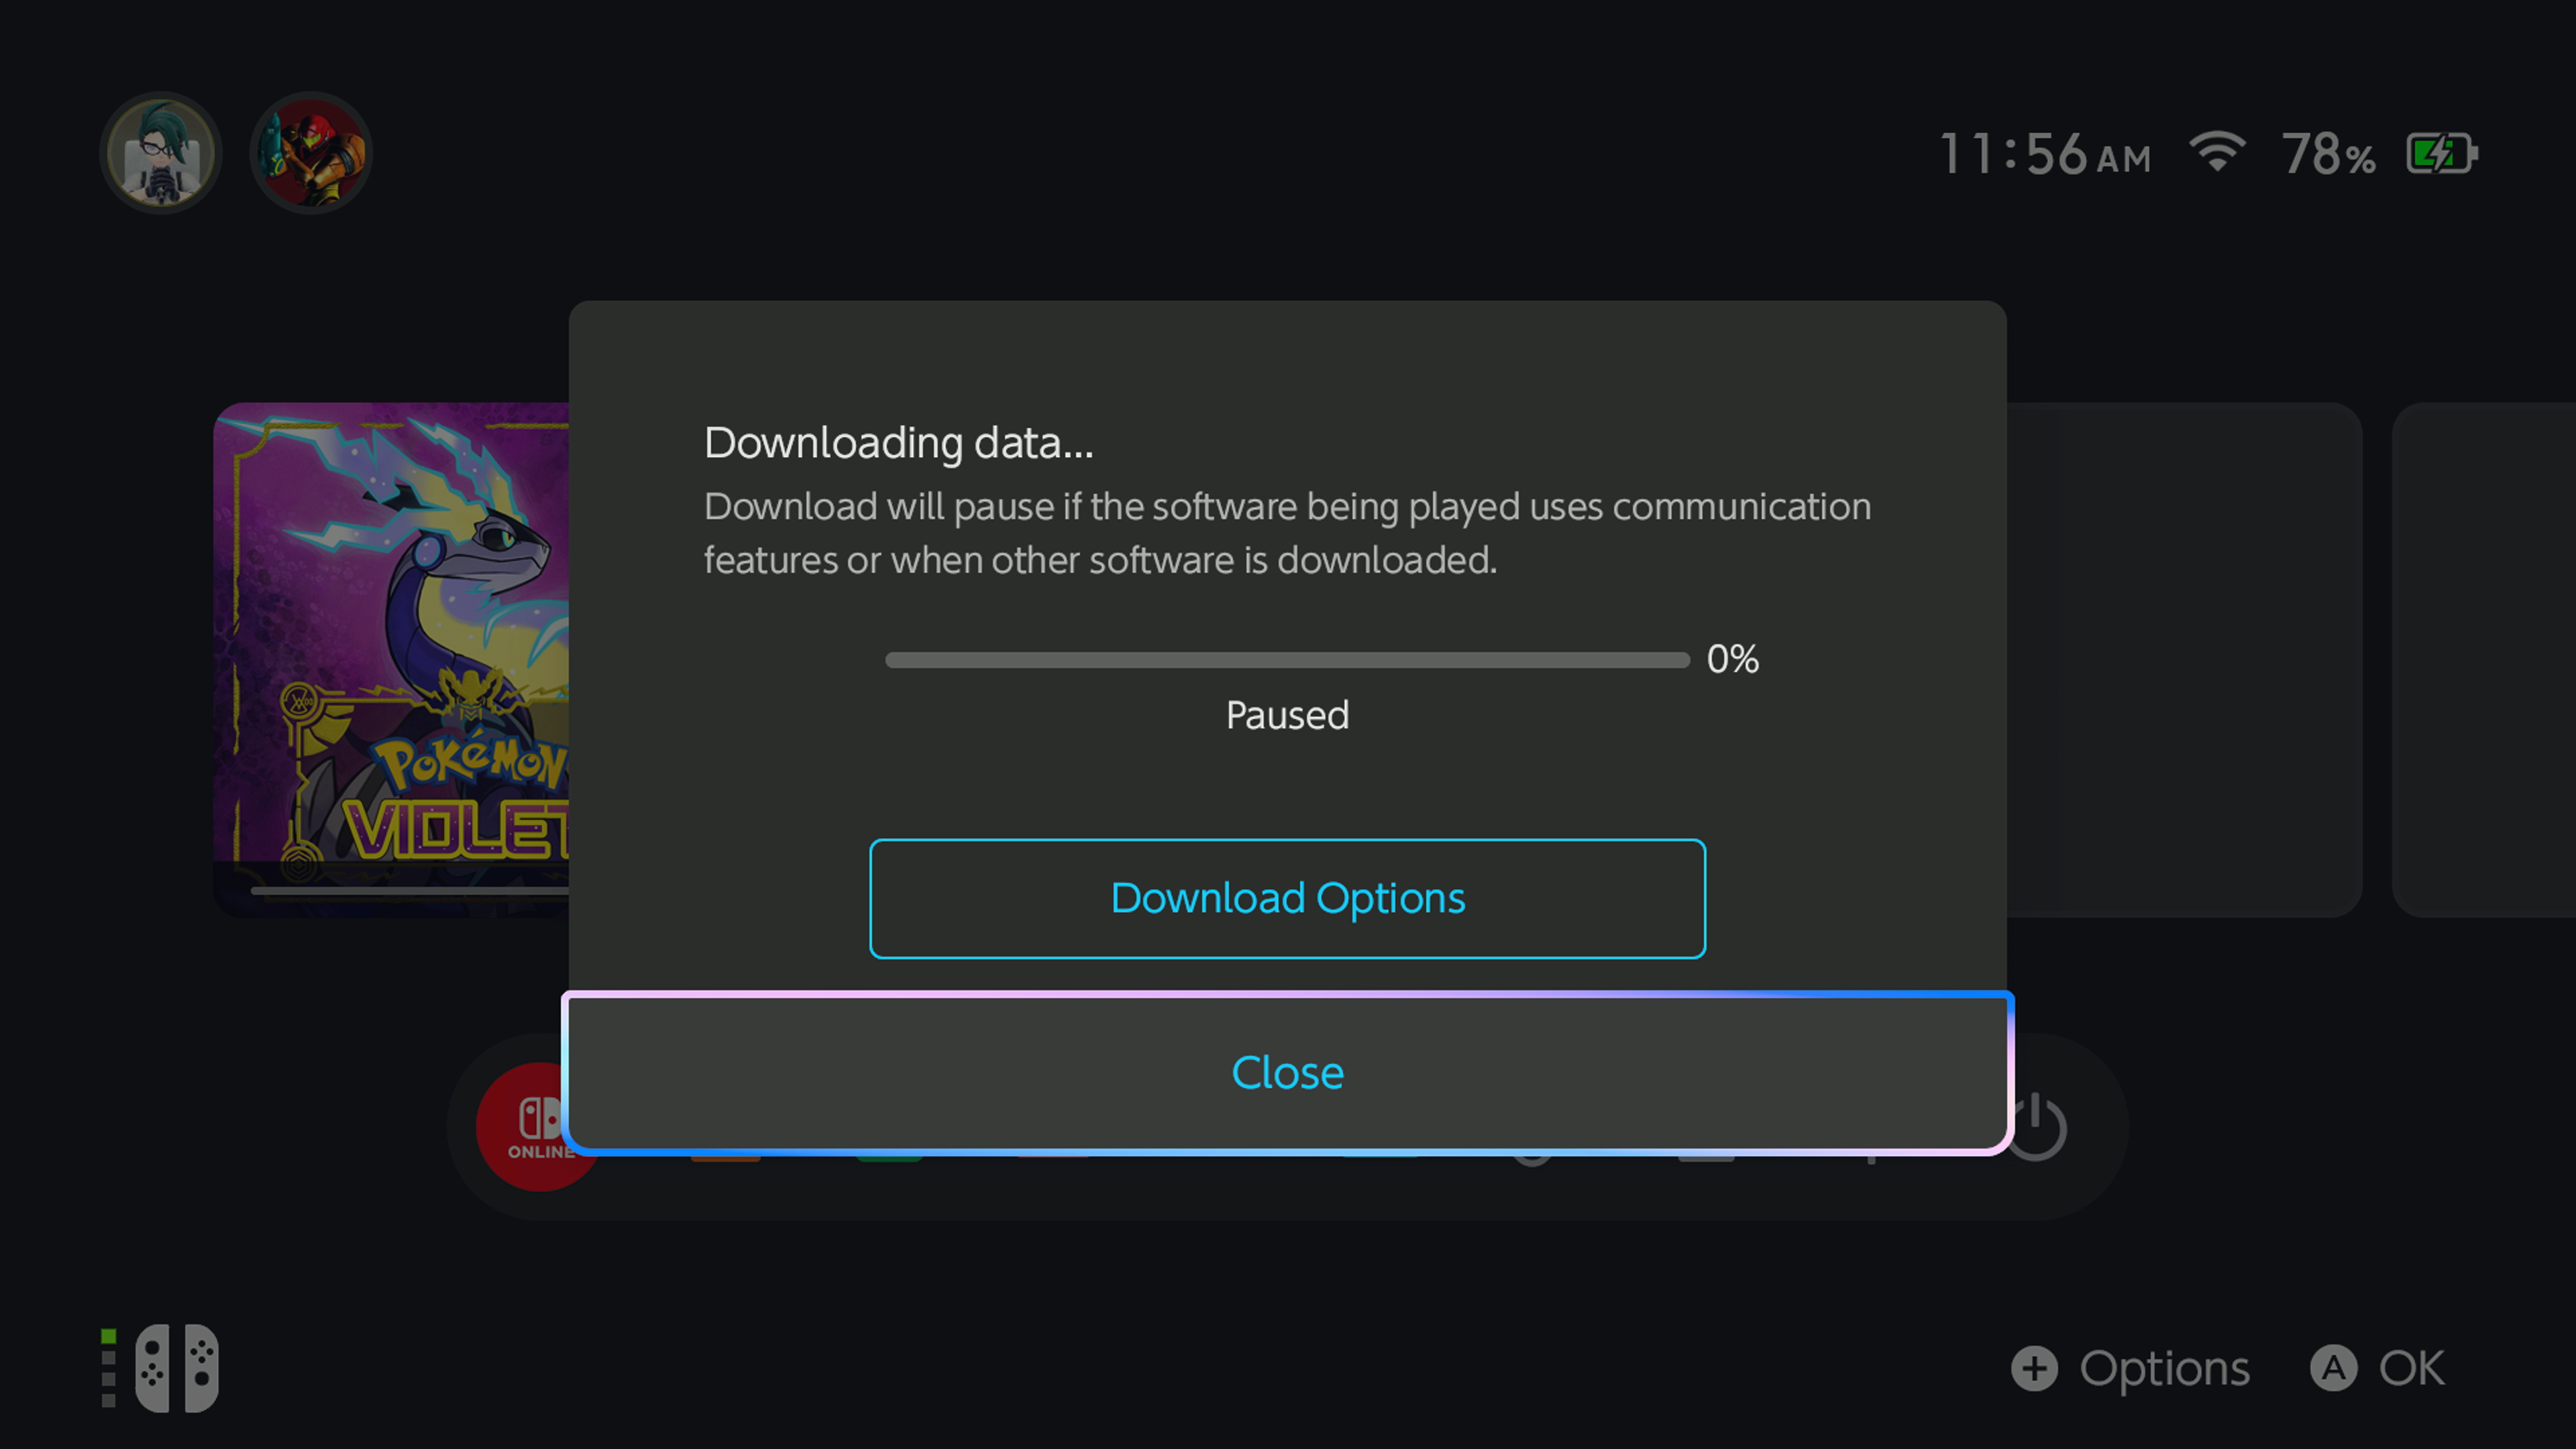 11:56 AM 78%
Downloading data...
Download will pause if the software being played uses communication
features or when other software is downloaded.
0%
Paused
POKÉMON
VIOLET
Download Options
Close
ONLINE
Options
A OK